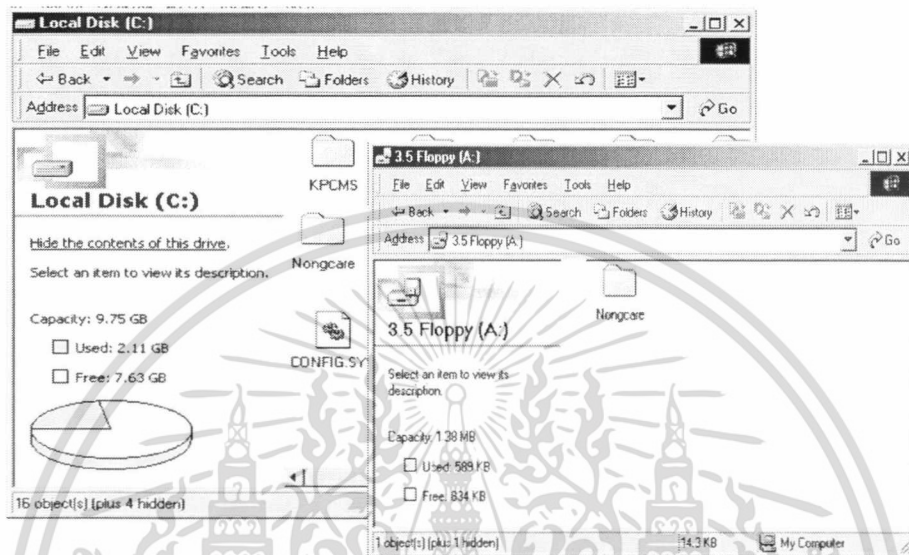 Local Disk (C:)
File Edit View Favorites Tools Help
Back Search Folders History
Address Local Disk (C:) Go
Local Disk (C:)
Hide the contents of this drive.
Select an item to view its description.
Capacity: 9.75 GB
Used: 2.11 GB
Free: 7.63 GB
KPCMS
Nongcare
CONFIG.SY
16 object(s) (plus 4 hidden)
3.5 Floppy (A:)
File Edit View Favorites Tools Help
Back Search Folders History
Address 3.5 Floppy (A:) Go
3.5 Floppy (A:)
Select an item to view its
description.
Capacity: 1.38 MB
Used: 589 KB
Free: 834 KB
Nongcare
1 object(s) (plus 1 hidden) 14.3 KB My Computer